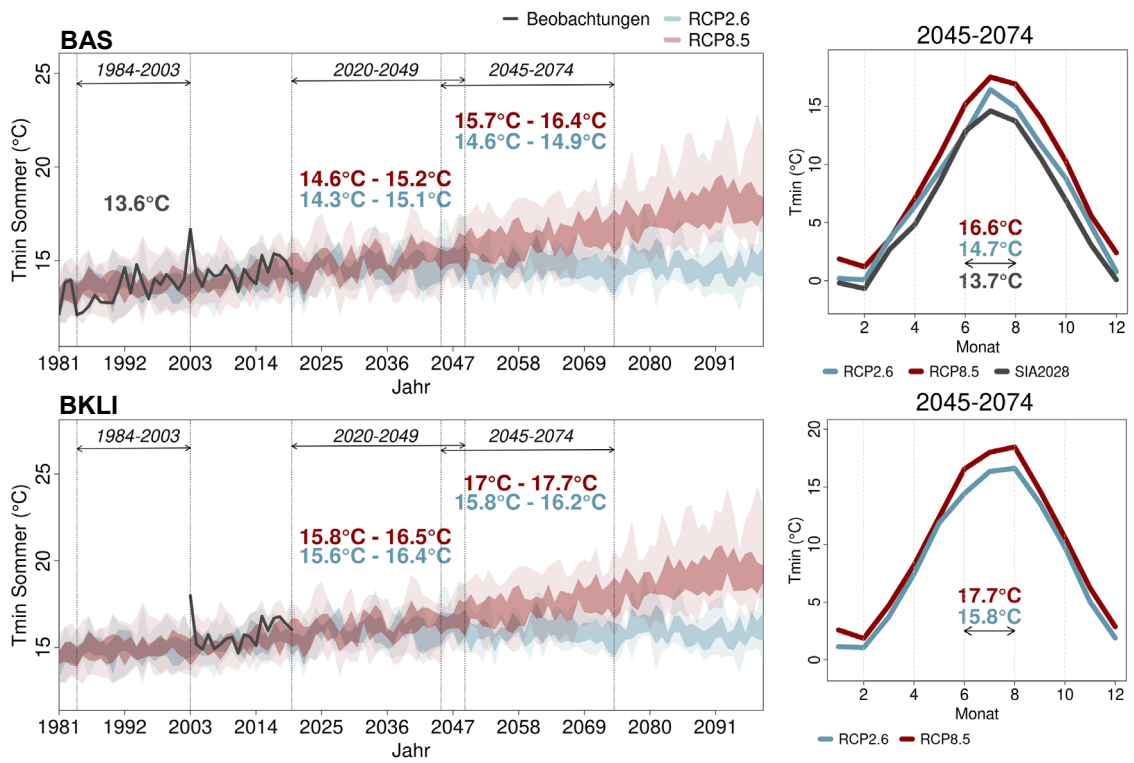 Beobachtungen RCP2.6
RCP8.5
BAS
1984-2003 2020-2049 2045-2074
15.7°C - 16.4°C
14.6°C - 14.9°C
14.6°C - 15.2°C
14.3°C - 15.1°C
13.6°C
Tmin Sommer (°C)
25
20
15
1981 1992 2003 2014 2025 2036 2047 2058 2069 2080 2091
Jahr
2045-2074
Tmin (°C)
15
10
5
0
16.6°C
14.7°C
13.7°C
2 4 6 8 10 12
Monat
RCP2.6 RCP8.5 SIA2028
BKLI
1984-2003 2020-2049 2045-2074
17°C - 17.7°C
15.8°C - 16.2°C
15.8°C - 16.5°C
15.6°C - 16.4°C
Tmin Sommer (°C)
25
20
15
1981 1992 2003 2014 2025 2036 2047 2058 2069 2080 2091
Jahr
2045-2074
Tmin (°C)
20
15
10
5
0
17.7°C
15.8°C
2 4 6 8 10 12
Monat
RCP2.6 RCP8.5